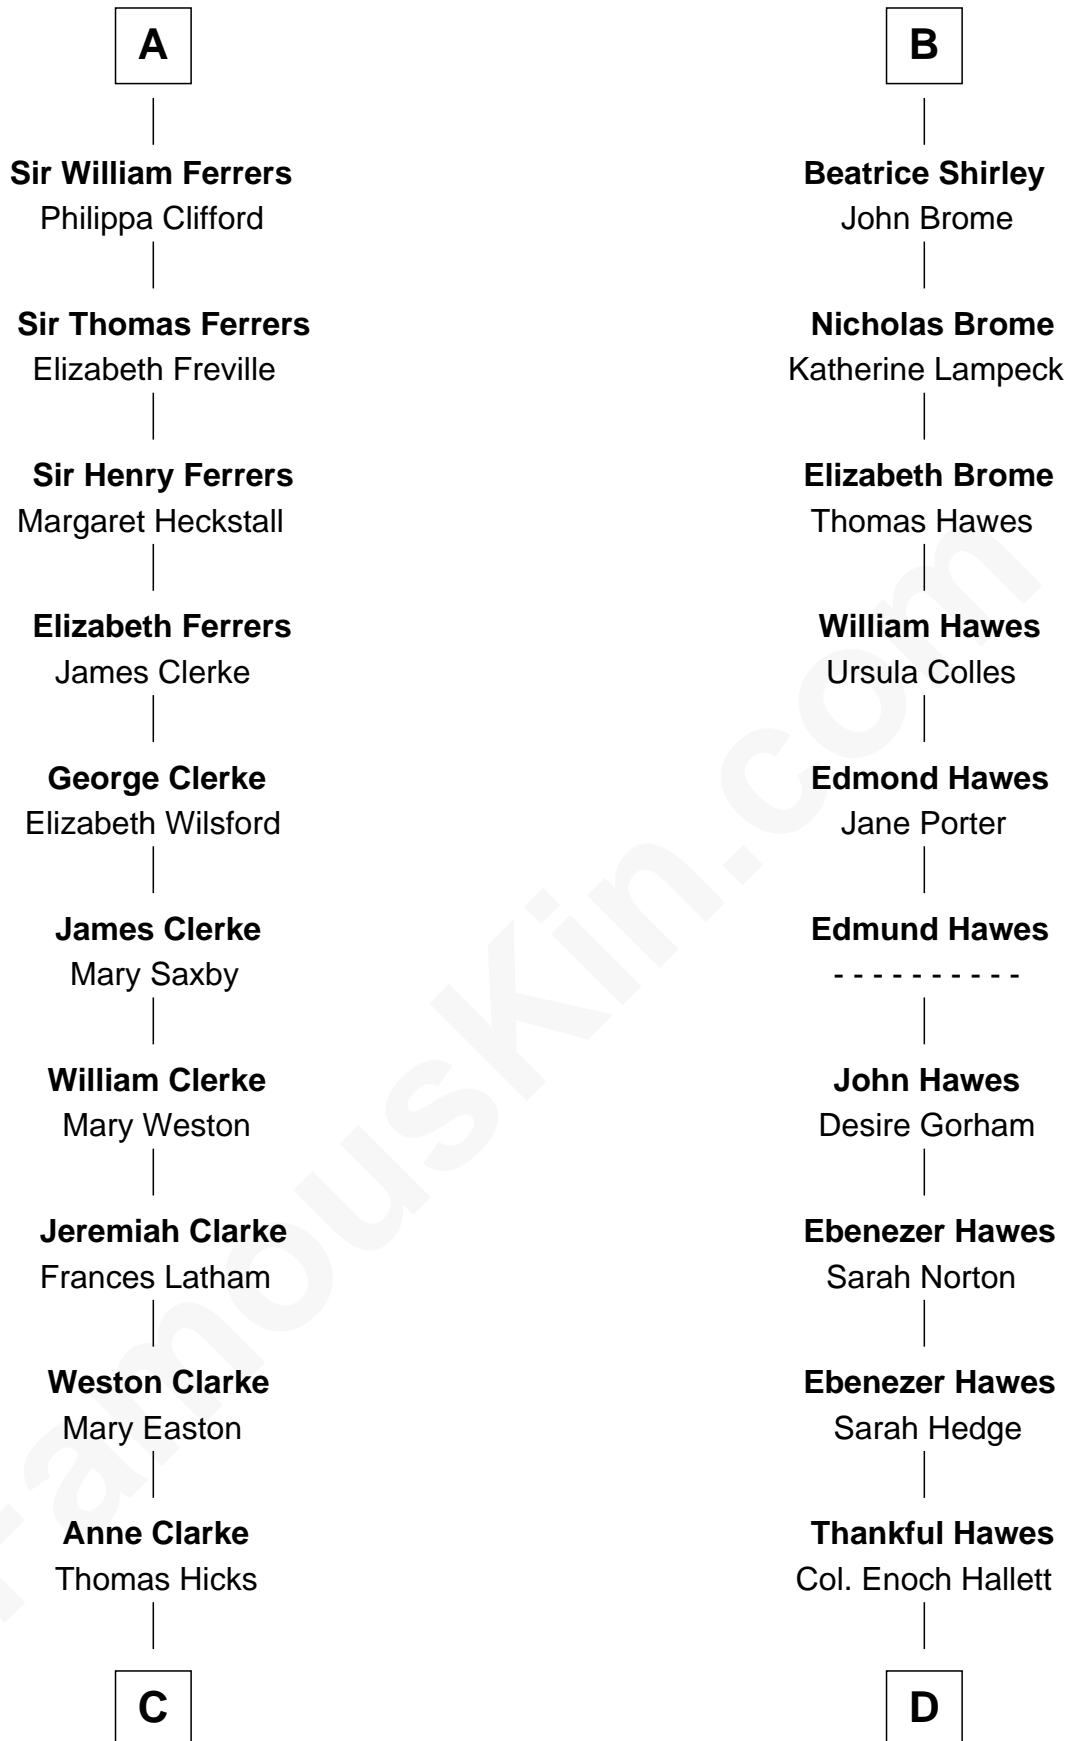 A
Sir William Ferrers
Philippa Clifford
Sir Thomas Ferrers
Elizabeth Freville
Sir Henry Ferrers
Margaret Heckstall
Elizabeth Ferrers
James Clerke
George Clerke
Elizabeth Wilsford
James Clerke
Mary Saxby
William Clerke
Mary Weston
Jeremiah Clarke
Frances Latham
Weston Clarke
Mary Easton
Anne Clarke
Thomas Hicks
C
B
Beatrice Shirley
John Brome
Nicholas Brome
Katherine Lampeck
Elizabeth Brome
Thomas Hawes
William Hawes
Ursula Colles
Edmond Hawes
Jane Porter
Edmund Hawes
- - - - - - - - - -
John Hawes
Desire Gorham
Ebenezer Hawes
Sarah Norton
Ebenezer Hawes
Sarah Hedge
Thankful Hawes
Col. Enoch Hallett
D
FamousKin.com